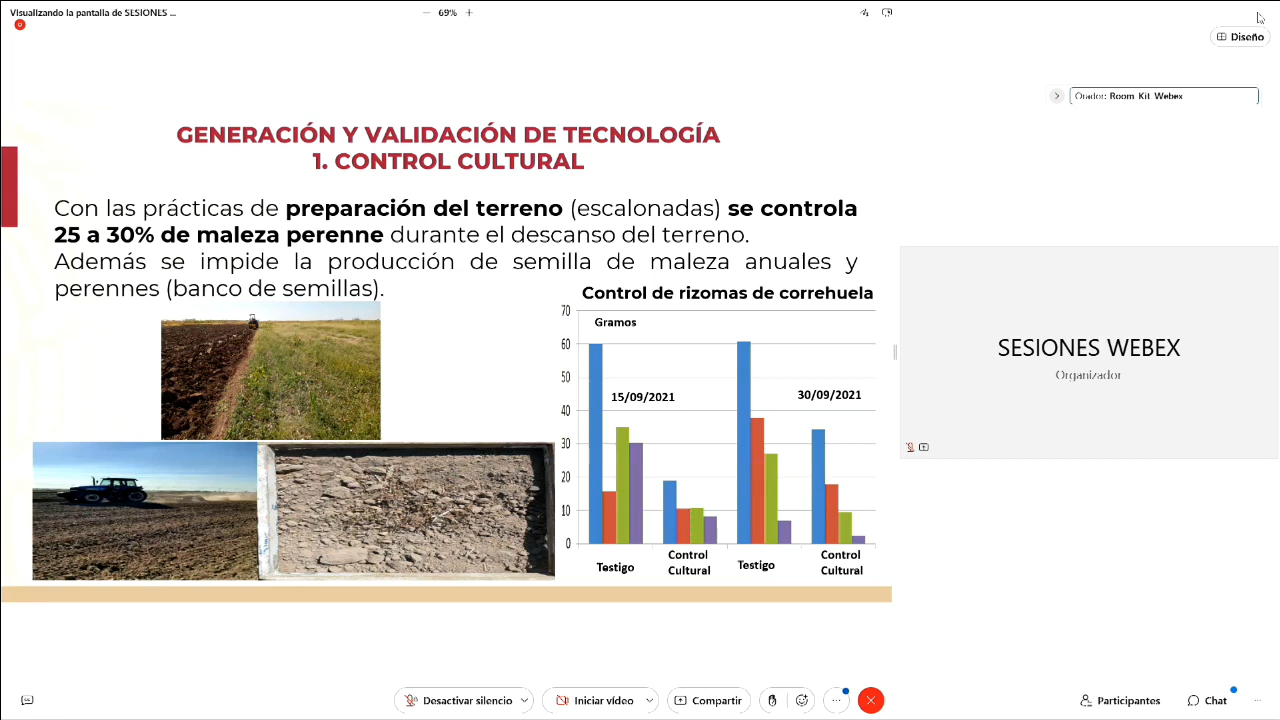 Visualizando la pantalla de SESIONES ...
69%
Diseño
Orador: Room Kit Webex
GENERACIÓN Y VALIDACIÓN DE TECNOLOGÍA
1. CONTROL CULTURAL
Con las prácticas de preparación del terreno (escalonadas) se controla
25 a 30% de maleza perenne durante el descanso del terreno.
Además se impide la producción de semilla de maleza anuales y
perennes (banco de semillas).
Control de rizomas de correhuela
70
60
50
40
30
20
10
0
Gramos
15/09/2021
30/09/2021
Testigo
Control
Cultural
Testigo
Control
Cultural
SESIONES WEBEX
Organizador
Desactivar silencio
Iniciar vídeo
Compartir
Participantes
Chat